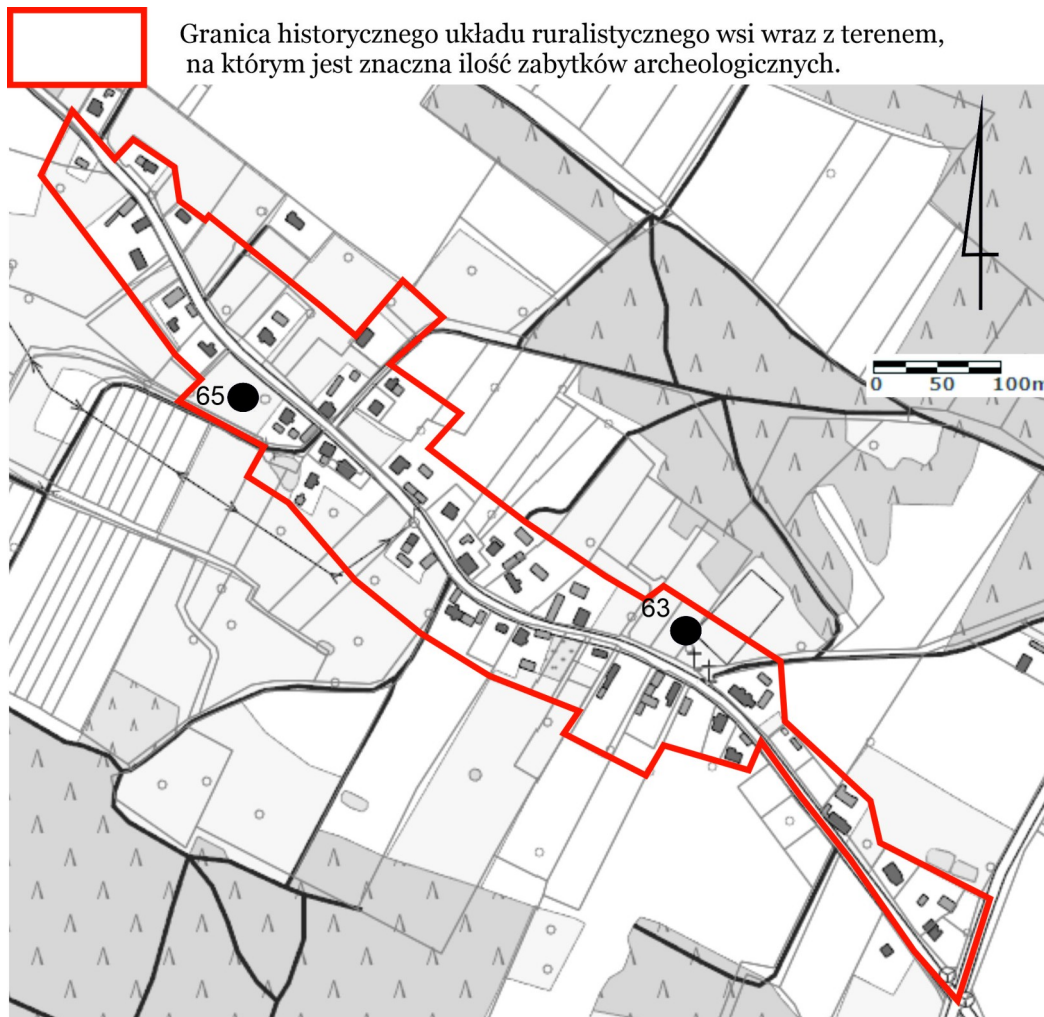 Granica historycznego układu ruralistycznego wsi wraz z terenem,
na którym jest znaczna ilość zabytków archeologicznych.
0 50 100m
65
63